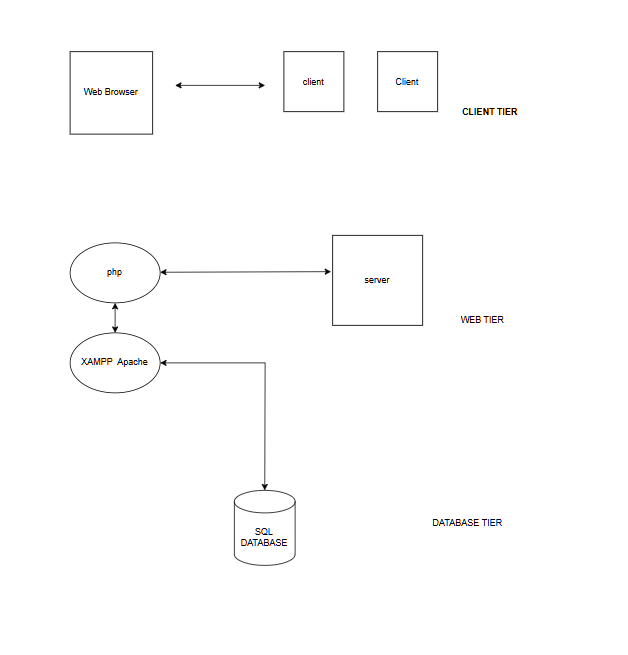 Web Browser
client
Client
CLIENT TIER
php
server
WEB TIER
XAMPP Apache
SQL
DATABASE
DATABASE TIER